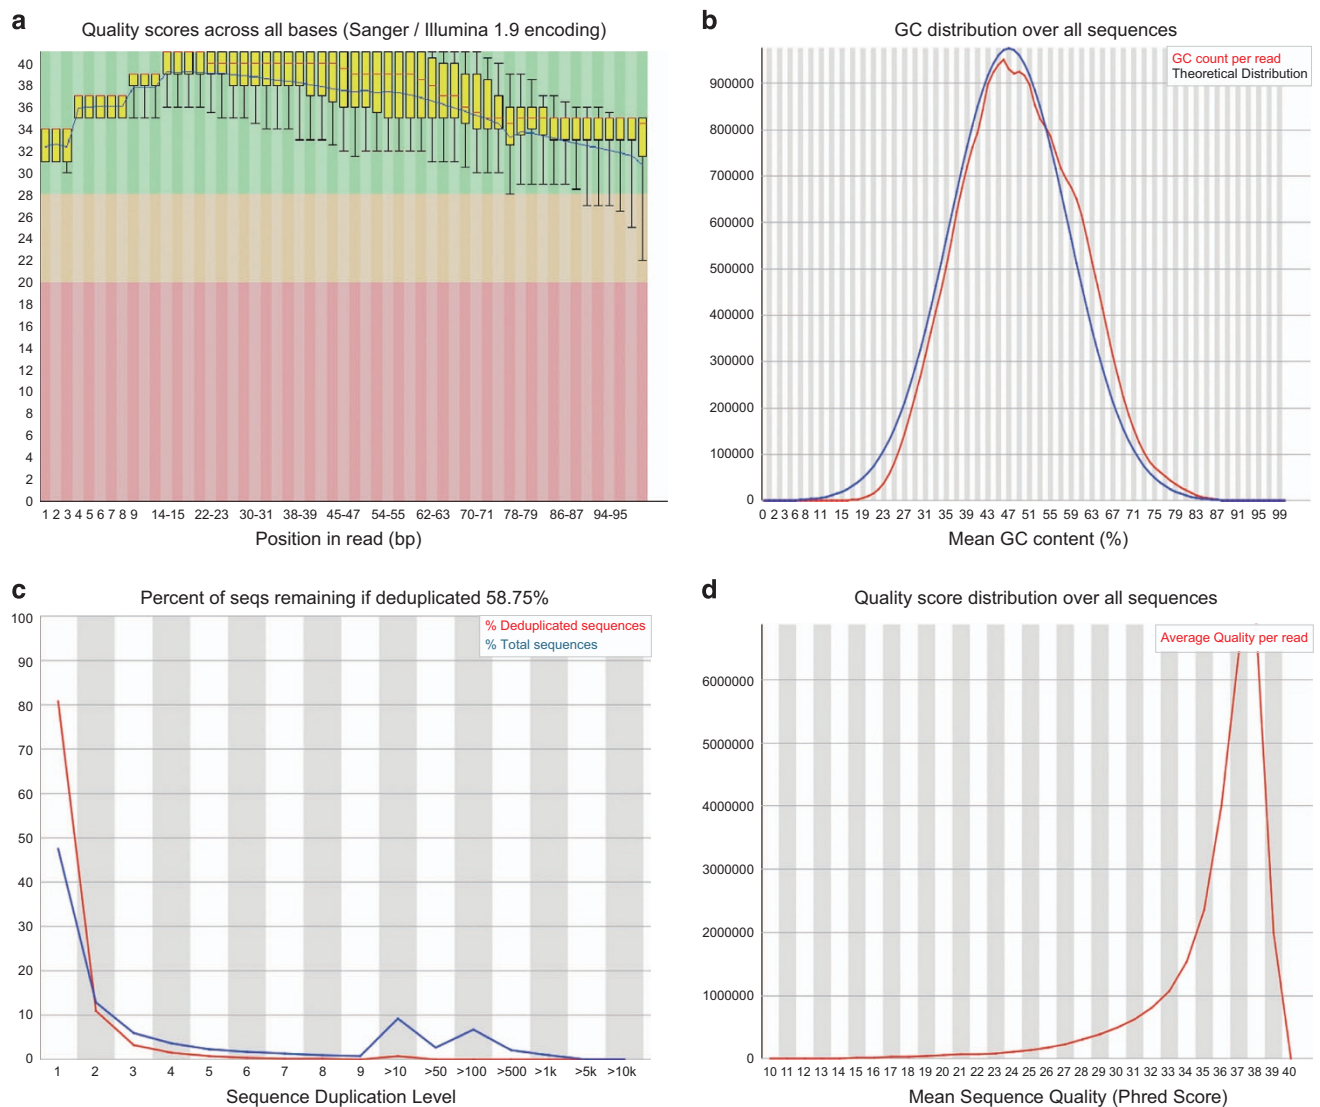 a
Quality scores across all bases (Sanger / Illumina 1.9 encoding)
40
38
36
34
32
30
28
26
24
22
20
18
16
14
12
10
8
6
4
2
0
1 2 3 4 5 6 7 8 9 14-15 22-23 30-31 38-39 45-47 54-55 62-63 70-71 78-79 86-87 94-95
Position in read (bp)
b
GC distribution over all sequences
GC count per read
Theoretical Distribution
900000
800000
700000
600000
500000
400000
300000
200000
100000
0
0 2 3 6 8 11 15 19 23 27 31 35 39 43 47 51 55 59 63 67 71 75 79 83 87 91 95 99
Mean GC content (%)
c
Percent of seqs remaining if deduplicated 58.75%
% Deduplicated sequences
% Total sequences
100
90
80
70
60
50
40
30
20
10
0
1 2 3 4 5 6 7 8 9 >10 >50 >100 >500 >1k >5k >10k
Sequence Duplication Level
d
Quality score distribution over all sequences
Average Quality per read
6000000
5000000
4000000
3000000
2000000
1000000
0
10 11 12 13 14 15 16 17 18 19 20 21 22 23 24 25 26 27 28 29 30 31 32 33 34 35 36 37 38 39 40
Mean Sequence Quality (Phred Score)